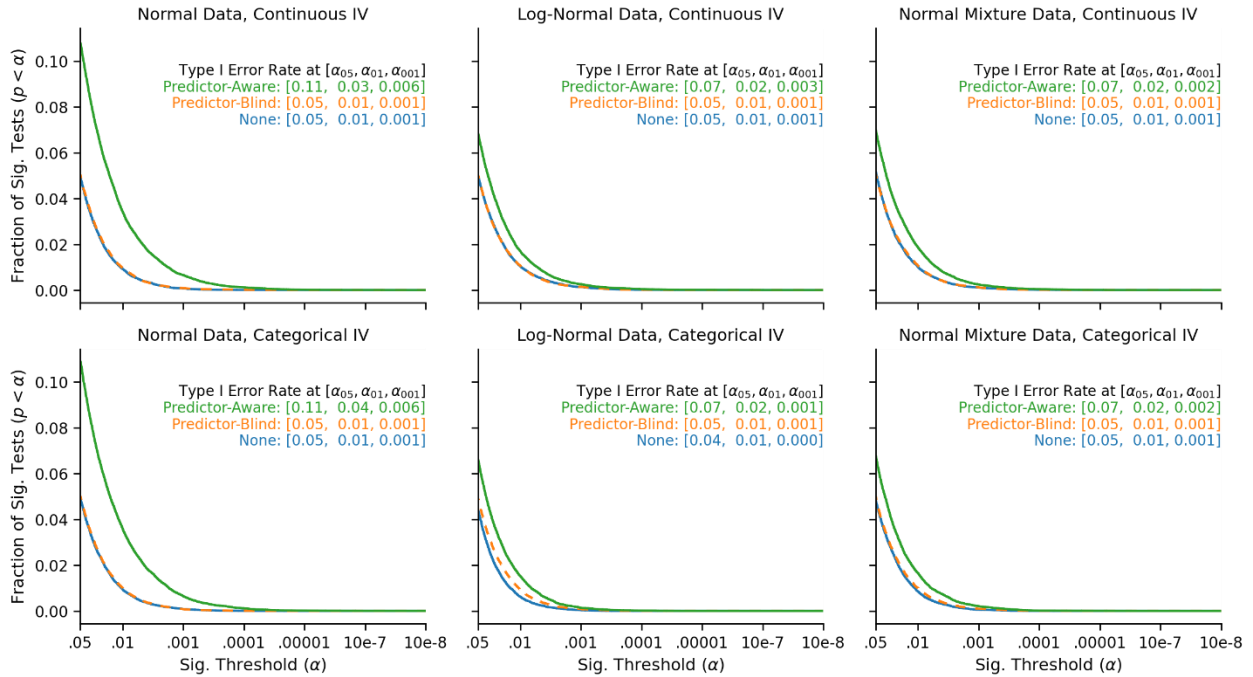 Normal Data, Continuous IV
Type I Error Rate at [α05, α01, α001]
Predictor-Aware: [0.11, 0.03, 0.006]
Predictor-Blind: [0.05, 0.01, 0.001]
None: [0.05, 0.01, 0.001]
Fraction of Sig. Tests (p < α)
0.10
0.08
0.06
0.04
0.02
0.00
Log-Normal Data, Continuous IV
Type I Error Rate at [α05, α01, α001]
Predictor-Aware: [0.07, 0.02, 0.003]
Predictor-Blind: [0.05, 0.01, 0.001]
None: [0.05, 0.01, 0.001]
Normal Mixture Data, Continuous IV
Type I Error Rate at [α05, α01, α001]
Predictor-Aware: [0.07, 0.02, 0.002]
Predictor-Blind: [0.05, 0.01, 0.001]
None: [0.05, 0.01, 0.001]
Normal Data, Categorical IV
Type I Error Rate at [α05, α01, α001]
Predictor-Aware: [0.11, 0.04, 0.006]
Predictor-Blind: [0.05, 0.01, 0.001]
None: [0.05, 0.01, 0.001]
Fraction of Sig. Tests (p < α)
0.10
0.08
0.06
0.04
0.02
0.00
.05 .01 .001 .0001 .00001 10e-7 10e-8
Sig. Threshold (α)
Log-Normal Data, Categorical IV
Type I Error Rate at [α05, α01, α001]
Predictor-Aware: [0.07, 0.02, 0.001]
Predictor-Blind: [0.05, 0.01, 0.001]
None: [0.04, 0.01, 0.000]
.05 .01 .001 .0001 .00001 10e-7 10e-8
Sig. Threshold (α)
Normal Mixture Data, Categorical IV
Type I Error Rate at [α05, α01, α001]
Predictor-Aware: [0.07, 0.02, 0.002]
Predictor-Blind: [0.05, 0.01, 0.001]
None: [0.05, 0.01, 0.001]
.05 .01 .001 .0001 .00001 10e-7 10e-8
Sig. Threshold (α)